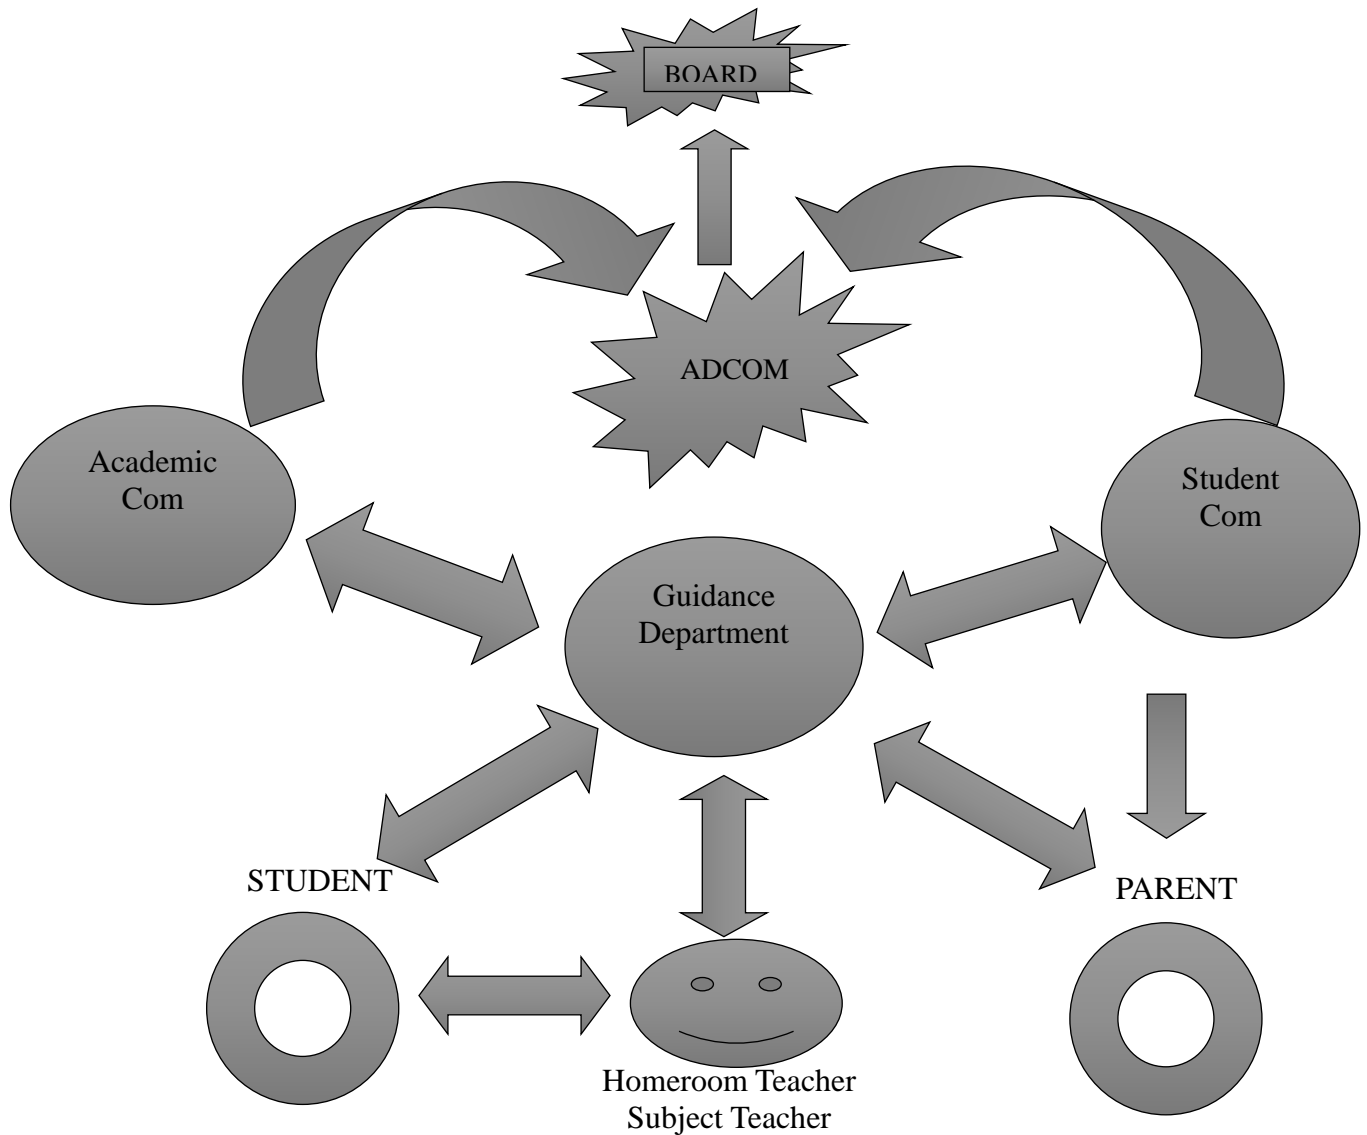 BOARD
ADCOM
Academic
Com
Student
Com
Guidance
Department
STUDENT
PARENT
Homeroom Teacher
Subject Teacher